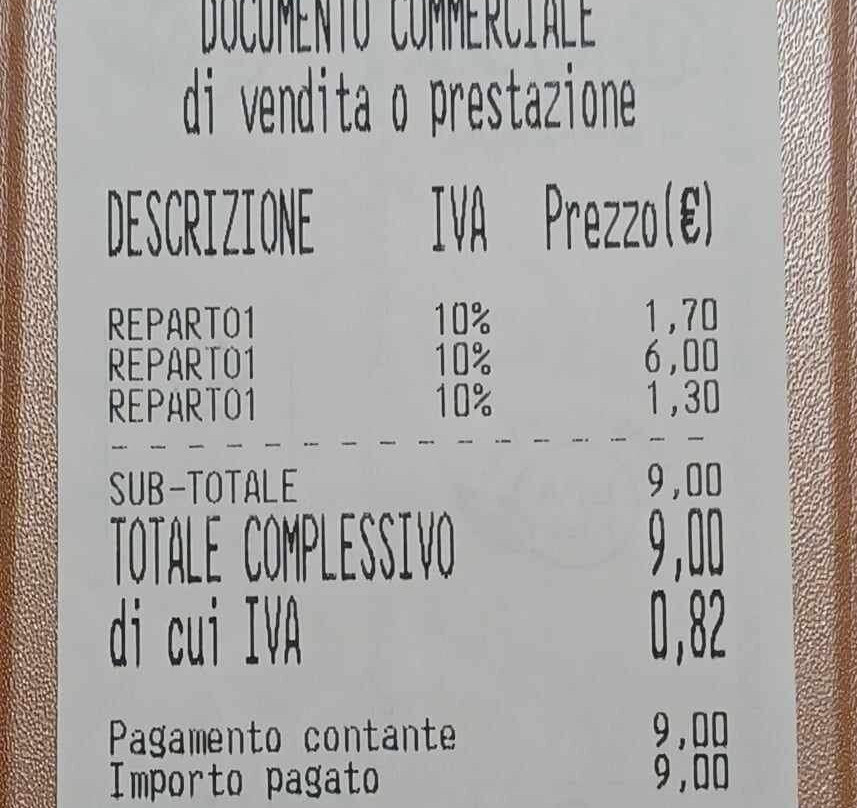 DOCUMENTO COMMERCIALE
di vendita o prestazione
DESCRIZIONE IVA Prezzo(€)
REPARTO1 10% 1,70
REPARTO1 10% 6,00
REPARTO1 10% 1,30
SUB-TOTALE 9,00
TOTALE COMPLESSIVO 9,00
di cui IVA 0,82
Pagamento contante 9,00
Importo pagato 9,00